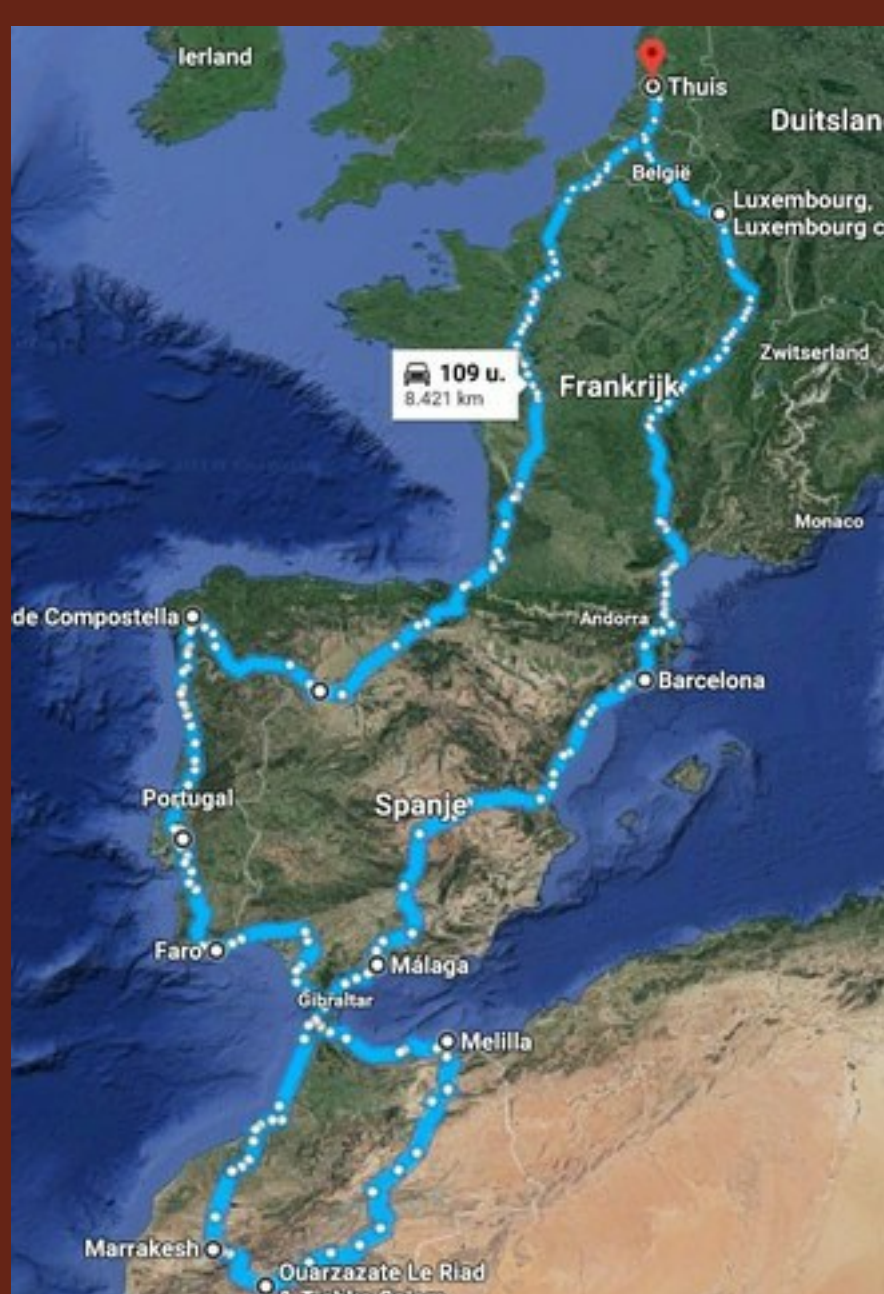 Ierland
Thuis
Duitslan
België
Luxembourg,
Luxembourg c
Zwitserland
109 u.
8.421 km
Frankrijk
Monaco
de Compostella
Andorra
Barcelona
Portugal
Spanje
Faro
Málaga
Gibraltar
Melilla
Marrakesh
Ouarzazate Le Riad